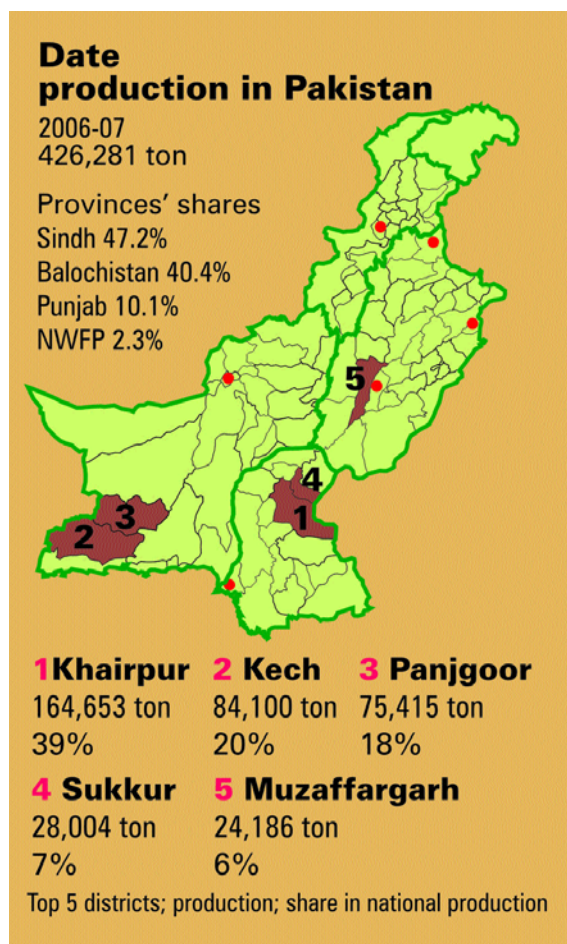 Date
production in Pakistan
2006-07
426,281 ton
Provinces' shares
Sindh 47.2%
Balochistan 40.4%
Punjab 10.1%
NWFP 2.3%
5
4
1
3
2
1Khairpur
164,653 ton
39%
2 Kech
84,100 ton
20%
3 Panjgoor
75,415 ton
18%
4 Sukkur
28,004 ton
7%
5 Muzaffargarh
24,186 ton
6%
Top 5 districts; production; share in national production